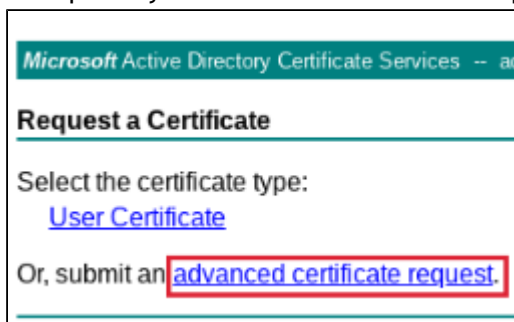 Microsoft Active Directory Certificate Services --
Request a Certificate
Select the certificate type:
User Certificate
Or, submit an advanced certificate request.